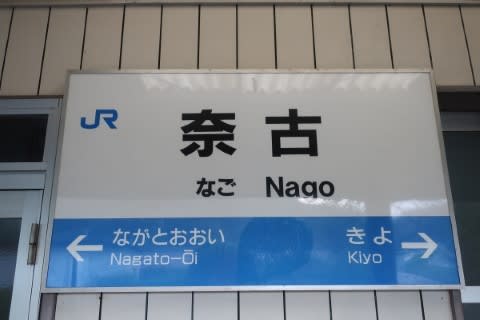 JR
奈古
なご Nago
← ながとおおい きよ →
Nagato-Ōi Kiyo